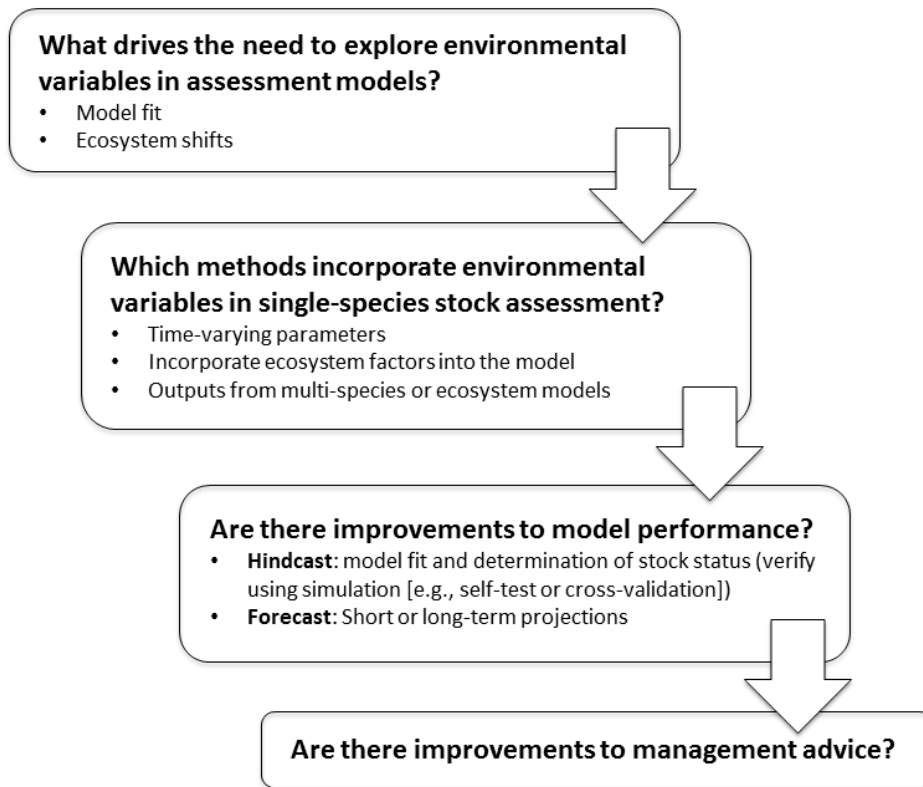 What drives the need to explore environmental
variables in assessment models?
• Model fit
• Ecosystem shifts
Which methods incorporate environmental
variables in single-species stock assessment?
• Time-varying parameters
• Incorporate ecosystem factors into the model
• Outputs from multi-species or ecosystem models
Are there improvements to model performance?
• Hindcast: model fit and determination of stock status (verify
using simulation [e.g., self-test or cross-validation])
• Forecast: Short or long-term projections
Are there improvements to management advice?